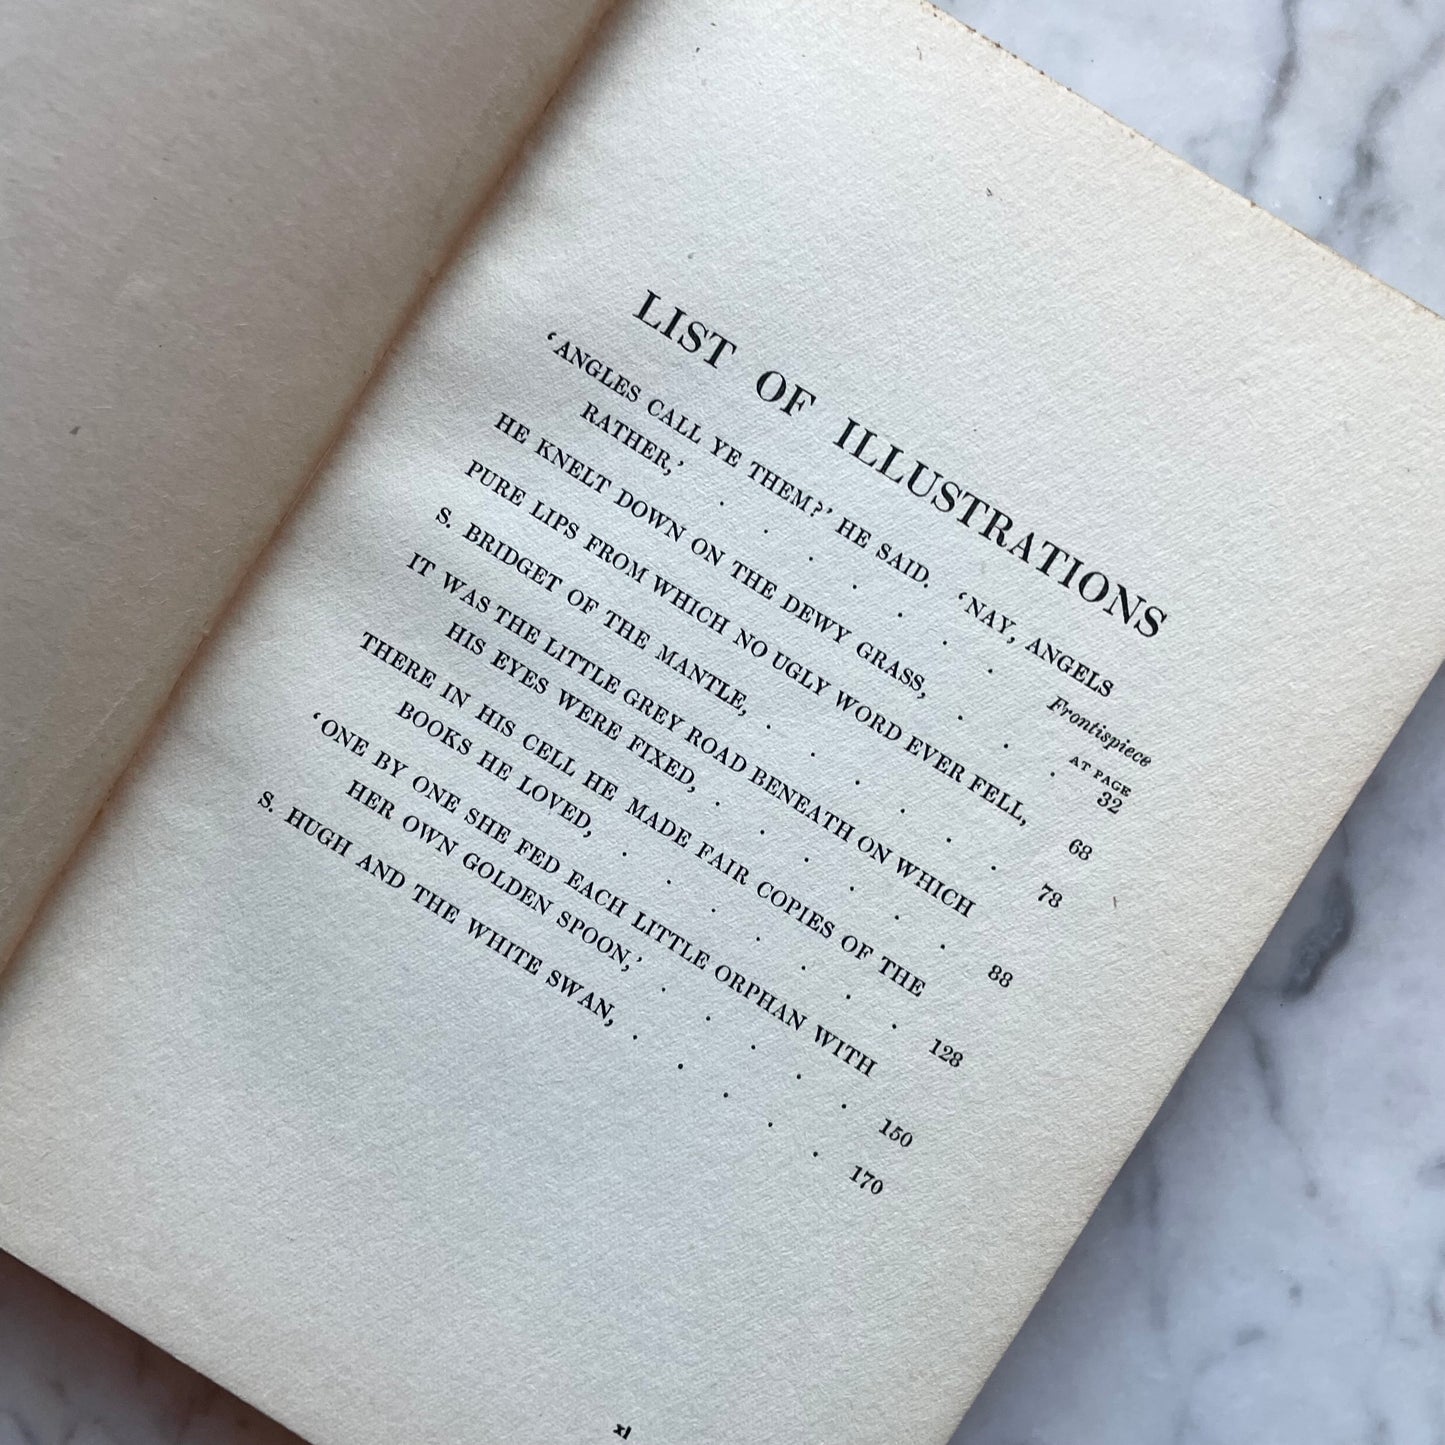 LIST OF ILLUSTRATIONS
‘ANGLES CALL YE THEM?’ HE SAID. ‘NAY, ANGELS
RATHER,’ . . . . . . . Frontispiece
AT PAGE
HE KNELT DOWN ON THE DEWY GRASS, . . . 32
PURE LIPS FROM WHICH NO UGLY WORD EVER FELL, 68
S. BRIDGET OF THE MANTLE, . . . . . . 78
IT WAS THE LITTLE GREY ROAD BENEATH ON WHICH
HIS EYES WERE FIXED, . . . . . . 88
THERE IN HIS CELL HE MADE FAIR COPIES OF THE
BOOKS HE LOVED, . . . . . . . 128
‘ONE BY ONE SHE FED EACH LITTLE ORPHAN WITH
HER OWN GOLDEN SPOON,’ . . . . . 150
S. HUGH AND THE WHITE SWAN, . . . . . 170
xi